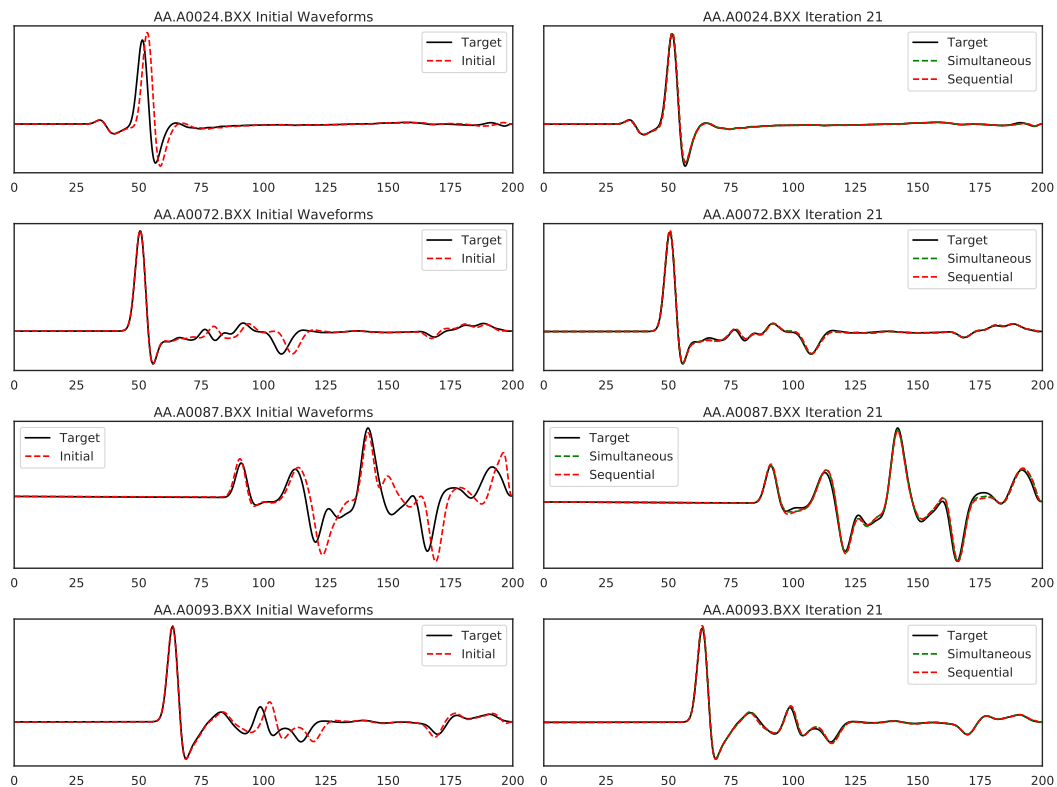 AA.A0024.BXX Initial Waveforms
Target
Initial
0 25 50 75 100 125 150 175 200
AA.A0024.BXX Iteration 21
Target
Simultaneous
Sequential
0 25 50 75 100 125 150 175 200
AA.A0072.BXX Initial Waveforms
Target
Initial
0 25 50 75 100 125 150 175 200
AA.A0072.BXX Iteration 21
Target
Simultaneous
Sequential
0 25 50 75 100 125 150 175 200
AA.A0087.BXX Initial Waveforms
Target
Initial
0 25 50 75 100 125 150 175 200
AA.A0087.BXX Iteration 21
Target
Simultaneous
Sequential
0 25 50 75 100 125 150 175 200
AA.A0093.BXX Initial Waveforms
Target
Initial
0 25 50 75 100 125 150 175 200
AA.A0093.BXX Iteration 21
Target
Simultaneous
Sequential
0 25 50 75 100 125 150 175 200